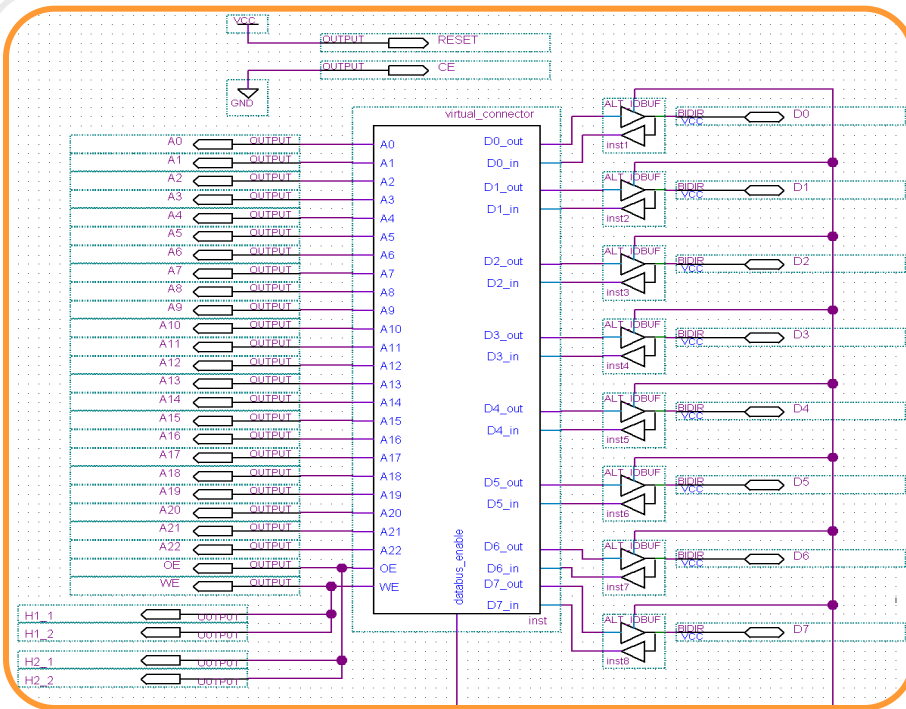 VCC
OUTPUT RESET
OUTPUT CE
GND
virtual_connector
A0 OUTPUT A0
A1 OUTPUT A1
A2 OUTPUT A2
A3 OUTPUT A3
A4 OUTPUT A4
A5 OUTPUT A5
A6 OUTPUT A6
A7 OUTPUT A7
A8 OUTPUT A8
A9 OUTPUT A9
A10 OUTPUT A10
A11 OUTPUT A11
A12 OUTPUT A12
A13 OUTPUT A13
A14 OUTPUT A14
A15 OUTPUT A15
A16 OUTPUT A16
A17 OUTPUT A17
A18 OUTPUT A18
A19 OUTPUT A19
A20 OUTPUT A20
A21 OUTPUT A21
A22 OUTPUT A22
OE OUTPUT OE
WE OUTPUT WE
H1_1 OUTPUT
H1_2 OUTPUT
H2_1 OUTPUT
H2_2 OUTPUT
databus_enable
inst
D0_out
D0_in
D1_out
D1_in
D2_out
D2_in
D3_out
D3_in
D4_out
D4_in
D5_out
D5_in
D6_out
D6_in
D7_out
D7_in
ALT_IOBUF
inst1
BIDIR
VCC
D0
ALT_IOBUF
inst2
BIDIR
VCC
D1
ALT_IOBUF
inst3
BIDIR
VCC
D2
ALT_IOBUF
inst4
BIDIR
VCC
D3
ALT_IOBUF
inst5
BIDIR
VCC
D4
ALT_IOBUF
inst6
BIDIR
VCC
D5
ALT_IOBUF
inst7
BIDIR
VCC
D6
ALT_IOBUF
inst8
BIDIR
VCC
D7